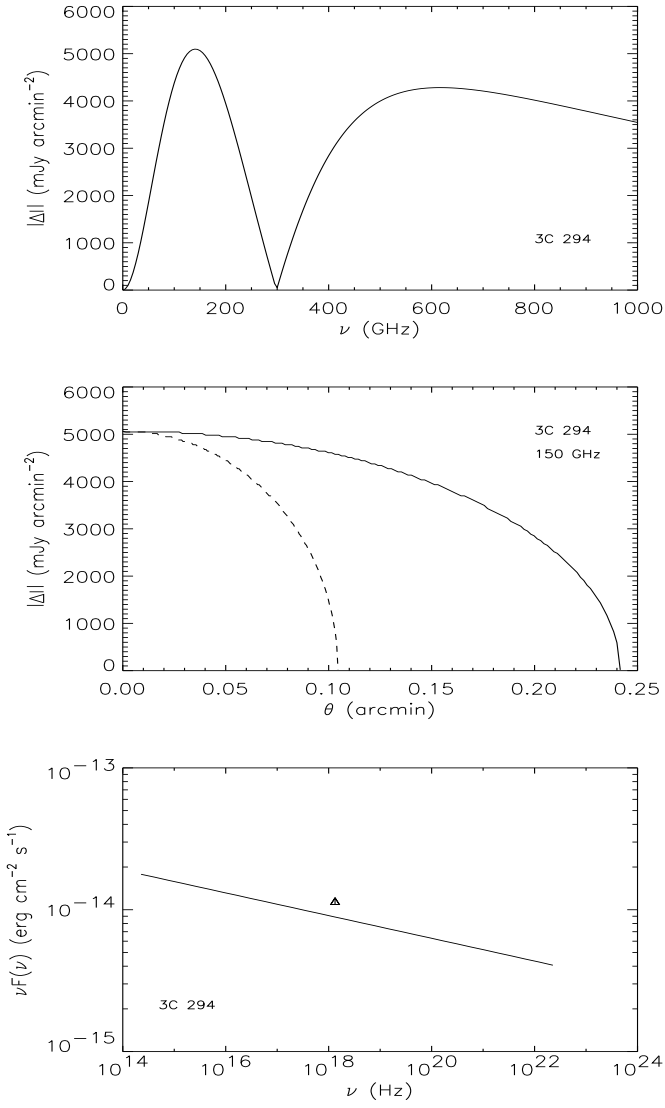 6000
5000
4000
3000
2000
1000
0
|ΔI| (mJy arcmin⁻²)
3C 294
0 200 400 600 800 1000
ν (GHz)
6000
5000
4000
3000
2000
1000
0
|ΔI| (mJy arcmin⁻²)
3C 294
150 GHz
0.00 0.05 0.10 0.15 0.20 0.25
θ (arcmin)
10⁻¹³
10⁻¹⁴
10⁻¹⁵
νF(ν) (erg cm⁻² s⁻¹)
3C 294
10¹⁴ 10¹⁶ 10¹⁸ 10²⁰ 10²² 10²⁴
ν (Hz)